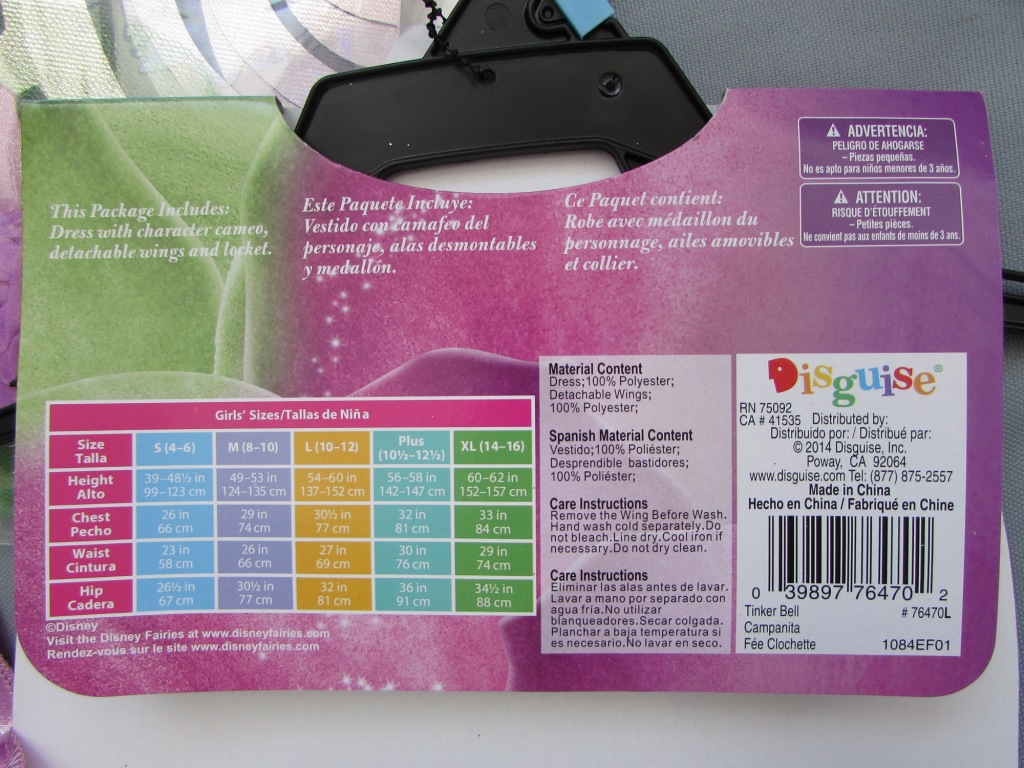 This Package Includes:
Dress with character cameo,
detachable wings and locket.
Este Paquete Incluye:
Vestido con camafeo del
personaje, alas desmontables
y medallón.
Ce Paquet contient:
Robe avec médaillon du
personnage, ailes amovibles
et collier.
ADVERTENCIA:
PELIGRO DE AHOGARSE
– Piezas pequeñas.
No es apto para niños menores de 3 años.
ATTENTION:
RISQUE D'ÉTOUFFEMENT
– Petites pièces.
Ne convient pas aux enfants de moins de 3 ans.
Girls' Sizes/Tallas de Niña
Size Talla S (4–6) M (8–10) L (10–12) Plus (10½–12½) XL (14–16)
Height Alto 39–48½ in 99–123 cm 49–53 in 124–135 cm 54–60 in 137–152 cm 56–58 in 142–147 cm 60–62 in 152–157 cm
Chest Pecho 26 in 66 cm 29 in 74 cm 30½ in 77 cm 32 in 81 cm 33 in 84 cm
Waist Cintura 23 in 58 cm 26 in 66 cm 27 in 69 cm 30 in 76 cm 29 in 74 cm
Hip Cadera 26½ in 67 cm 30½ in 77 cm 32 in 81 cm 36 in 91 cm 34½ in 88 cm
©Disney
Visit the Disney Fairies at www.disneyfairies.com
Rendez-vous sur le site www.disneyfairies.com
Material Content
Dress;100% Polyester;
Detachable Wings;
100% Polyester;
Spanish Material Content
Vestido;100% Poliéster;
Desprendible bastidores;
100% Poliéster;
Care Instructions
Remove the Wing Before Wash.
Hand wash cold separately.Do
not bleach.Line dry.Cool iron if
necessary.Do not dry clean.
Care Instructions
Eliminar las alas antes de lavar.
Lavar a mano por separado con
agua fría.No utilizar
blanqueadores.Secar colgada.
Planchar a baja temperatura si
es necesario.No lavar en seco.
Disguise®
RN 75092
CA # 41535 Distributed by:
Distribuido por: / Distribué par:
© 2014 Disguise, Inc.
Poway, CA 92064
www.disguise.com Tel: (877) 875-2557
Made in China
Hecho en China / Fabriqué en Chine
0 39897 76470 2
Tinker Bell # 76470L
Campanita
Fée Clochette 1084EF01